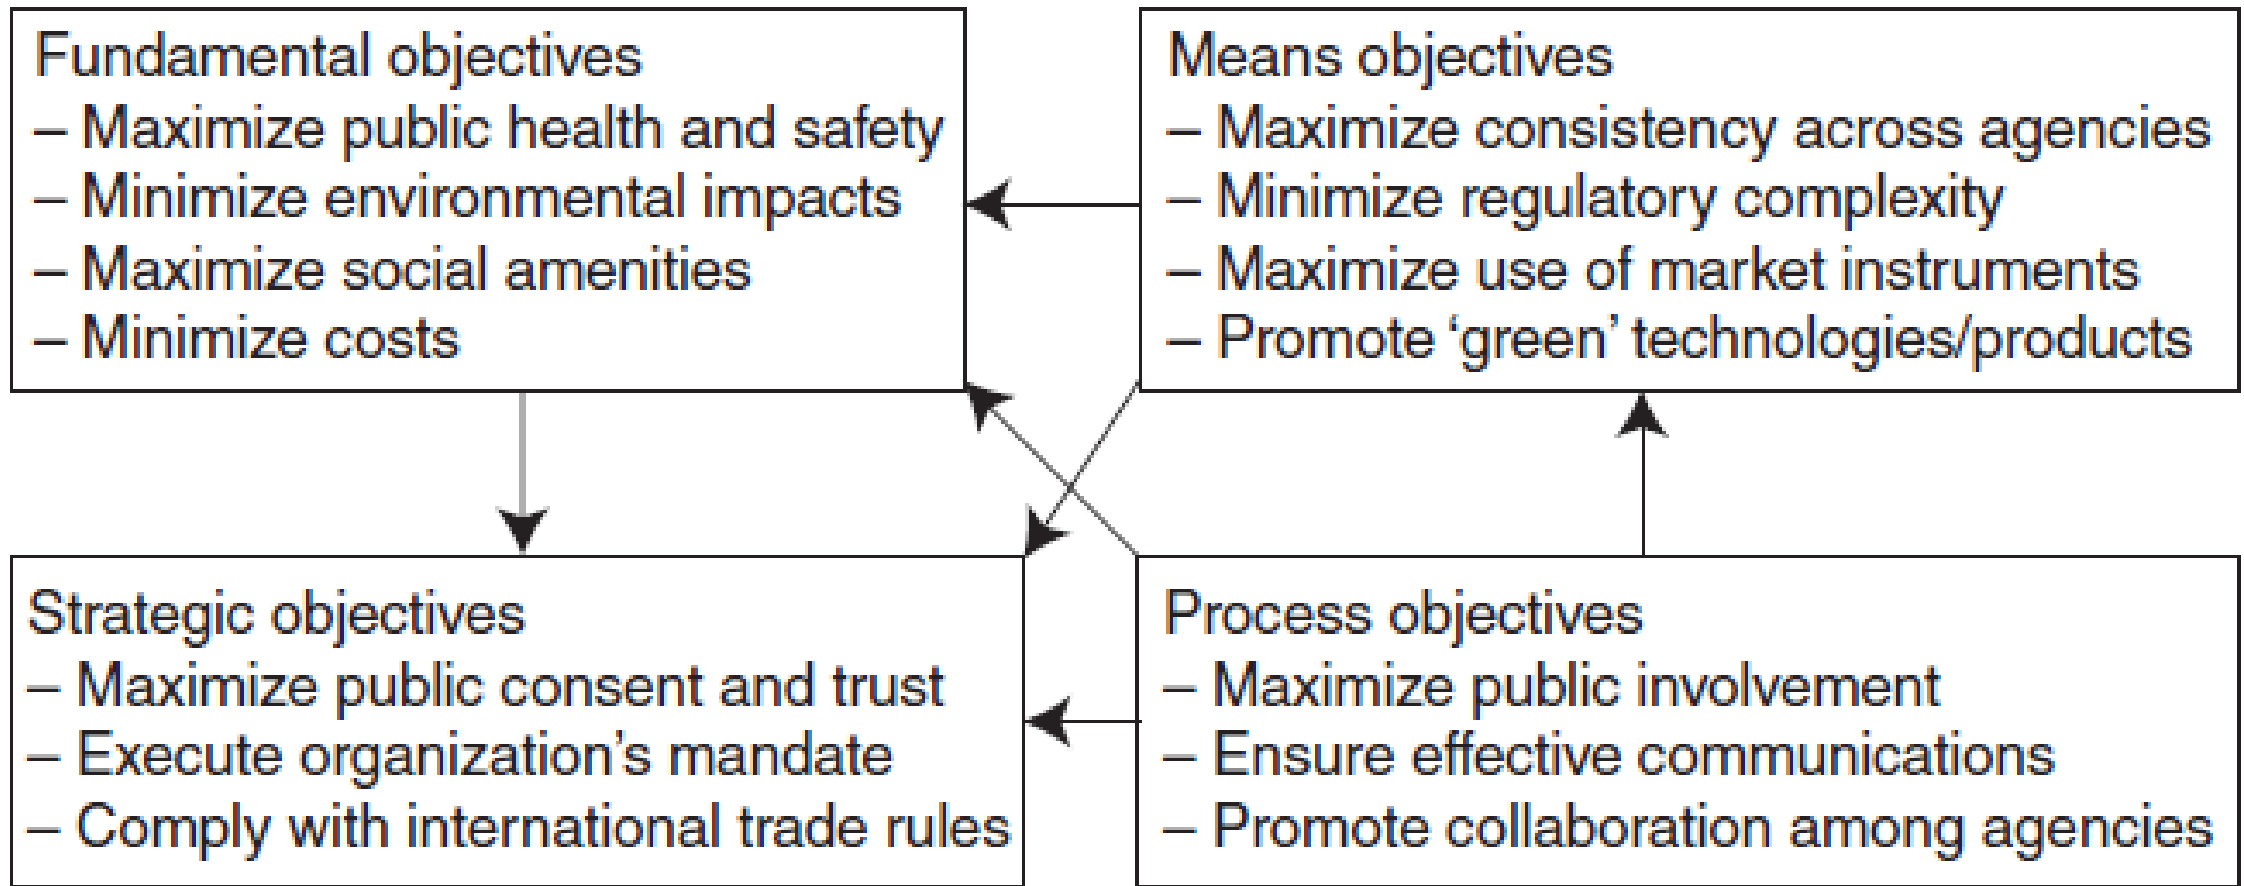 Fundamental objectives
– Maximize public health and safety
– Minimize environmental impacts
– Maximize social amenities
– Minimize costs
Means objectives
– Maximize consistency across agencies
– Minimize regulatory complexity
– Maximize use of market instruments
– Promote ‘green’ technologies/products
Strategic objectives
– Maximize public consent and trust
– Execute organization’s mandate
– Comply with international trade rules
Process objectives
– Maximize public involvement
– Ensure effective communications
– Promote collaboration among agencies